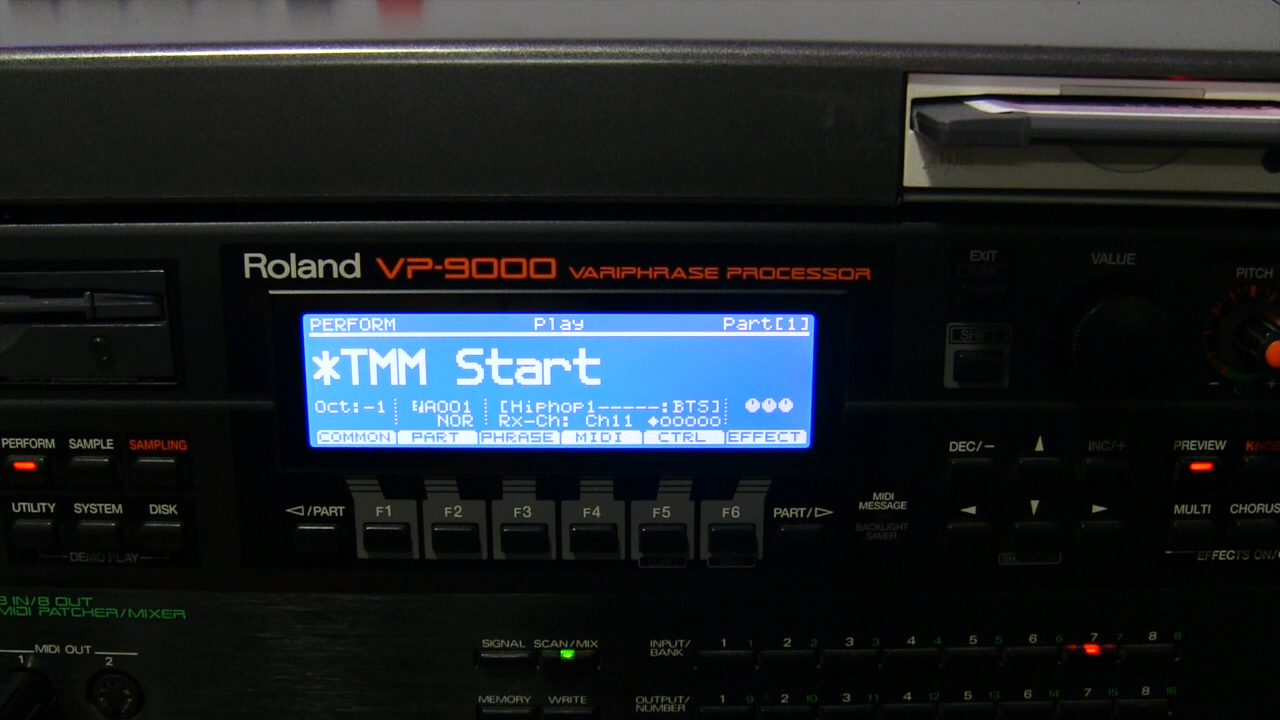 Roland VP-9000 VARIPHRASE PROCESSOR
PERFORM Play Part[1]
*TMM Start
Oct:-1 A001 [Hiphop1-----:BTS]
NOR Rx-Ch: Ch11 ◆00000
COMMON PART PHRASE MIDI CTRL EFFECT
EXIT VALUE PITCH
PERFORM SAMPLE SAMPLING
UTILITY SYSTEM DISK
DEMO PLAY
◁/PART F1 F2 F3 F4 F5 F6 PART/▷
MIDI
MESSAGE
BACKLIGHT
SAVER
DEC/- ▲ INC/+ PREVIEW
◄ ▼ ► MULTI CHORUS
EFFECTS ON/
8 IN/8 OUT
MIDI PATCHER/MIXER
MIDI OUT
1 2
SIGNAL SCAN/MIX
MEMORY WRITE
INPUT/
BANK
1 1 2 2 3 3 4 4 5 5 6 6 7 7 8 8
OUTPUT/
NUMBER
1 9 2 10 3 11 4 12 5 13 6 14 7 15 8 16